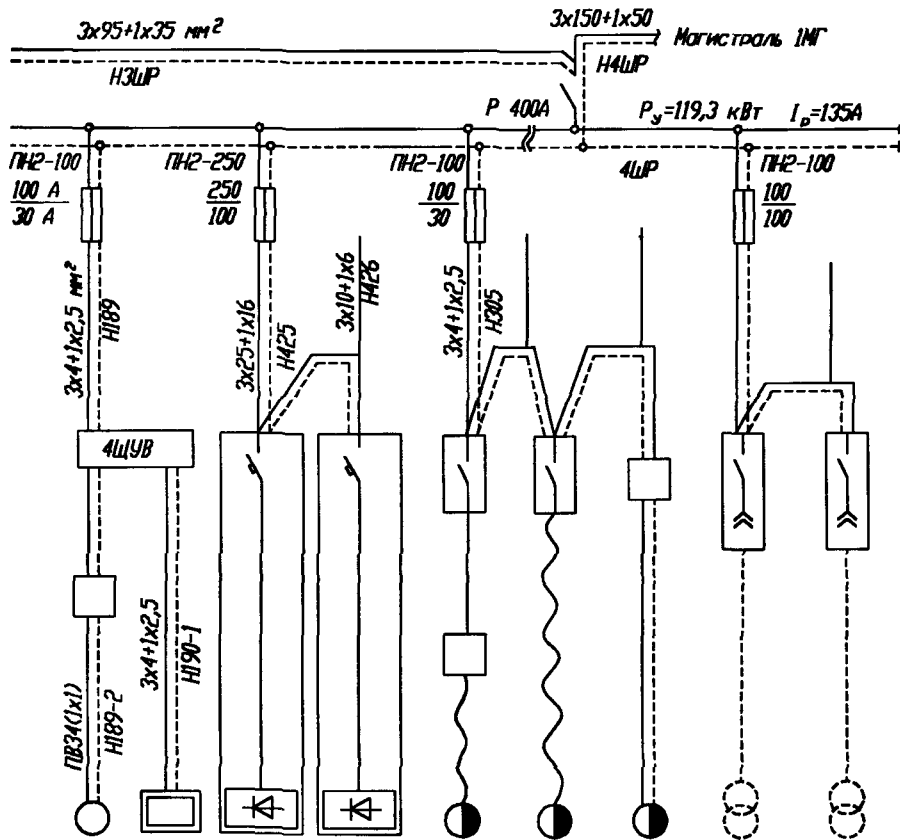 3х95+1х35 мм²
3х150+1х50
Магистраль 1МГ
Н3ШР
Н4ШР
Р 400А
Pу=119,3 кВт
Iр=135А
ПН2-100
ПН2-250
ПН2-100
4ШР
ПН2-100
100 А
30 А
250
100
100
30
100
100
3х4+1х2,5 мм²
Н189
3х25+1х16
Н425
3х10+1х6
Н426
3х4+1х2,5
Н305
4ЩУВ
3х4+1х2,5
Н190-1
ПВ34(1х1)
Н189-2